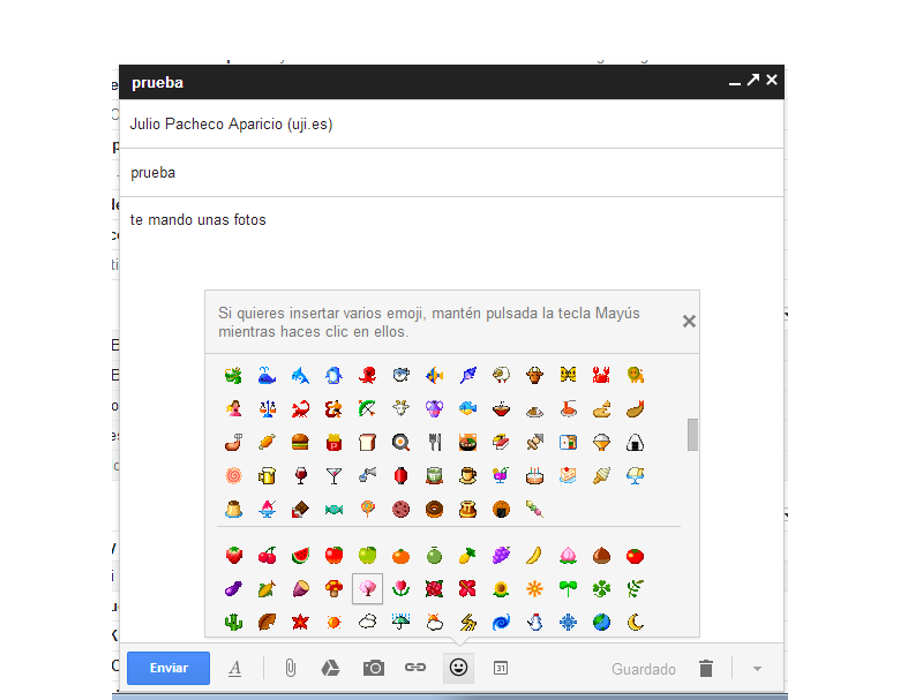 prueba
Julio Pacheco Aparicio (uji.es)
prueba
te mando unas fotos
Si quieres insertar varios emoji, mantén pulsada la tecla Mayús
mientras haces clic en ellos.
Enviar
A
31
Guardado